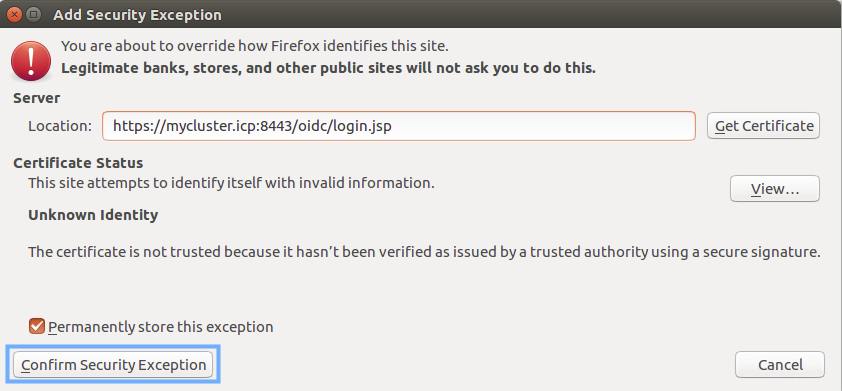 Add Security Exception
You are about to override how Firefox identifies this site.
Legitimate banks, stores, and other public sites will not ask you to do this.
Server
Location: https://mycluster.icp:8443/oidc/login.jsp Get Certificate
Certificate Status
This site attempts to identify itself with invalid information.
View…
Unknown Identity
The certificate is not trusted because it hasn’t been verified as issued by a trusted authority using a secure signature.
Permanently store this exception
Confirm Security Exception Cancel